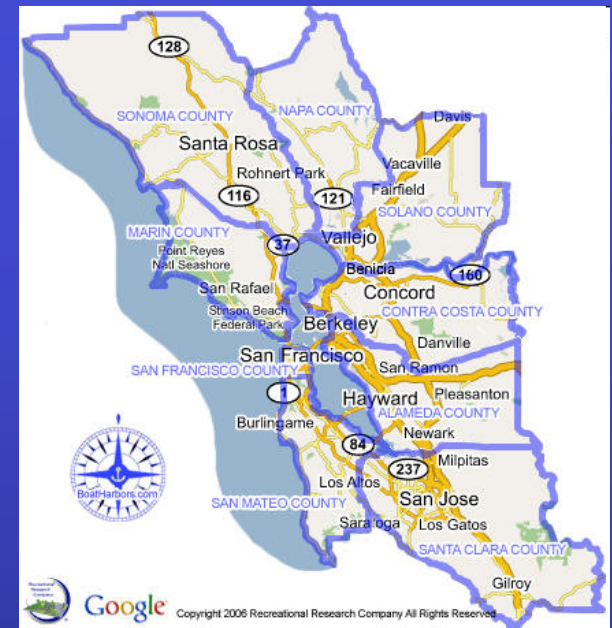 128
SONOMA COUNTY
NAPA COUNTY
Davis
Santa Rosa
Vacaville
Rohnert Park
Fairfield
116
121
SOLANO COUNTY
MARIN COUNTY
37
Vallejo
Point Reyes
Natl Seashore
Benicia
160
San Rafael
Concord
Stinson Beach
Federal Park
CONTRA COSTA COUNTY
Berkeley
Danville
San Francisco
SAN FRANCISCO COUNTY
San Ramon
1
Hayward
Pleasanton
ALAMEDA COUNTY
Burlingame
84
Newark
237
Milpitas
BoatHarbors.com
Los Altos
San Jose
SAN MATEO COUNTY
Saratoga
Los Gatos
SANTA CLARA COUNTY
Gilroy
Recreational
Research
Company
Google
Copyright 2006 Recreational Research Company All Rights Reserved